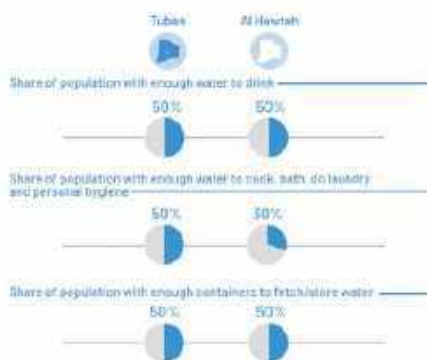 Tuban Al Hawtah
Share of population with enough water to drink
50% 50%
Share of population with enough water to cook, bath, do laundry
and personal hygiene
50% 30%
Share of population with enough containers to fetch/store water
50% 50%